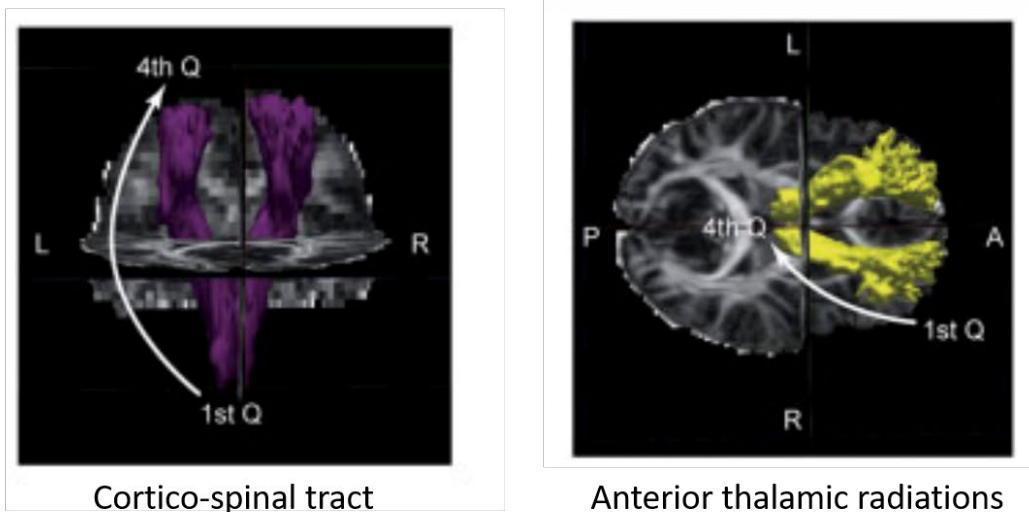 4th Q
L
R
1st Q
Cortico-spinal tract
L
P
4th Q
A
1st Q
R
Anterior thalamic radiations